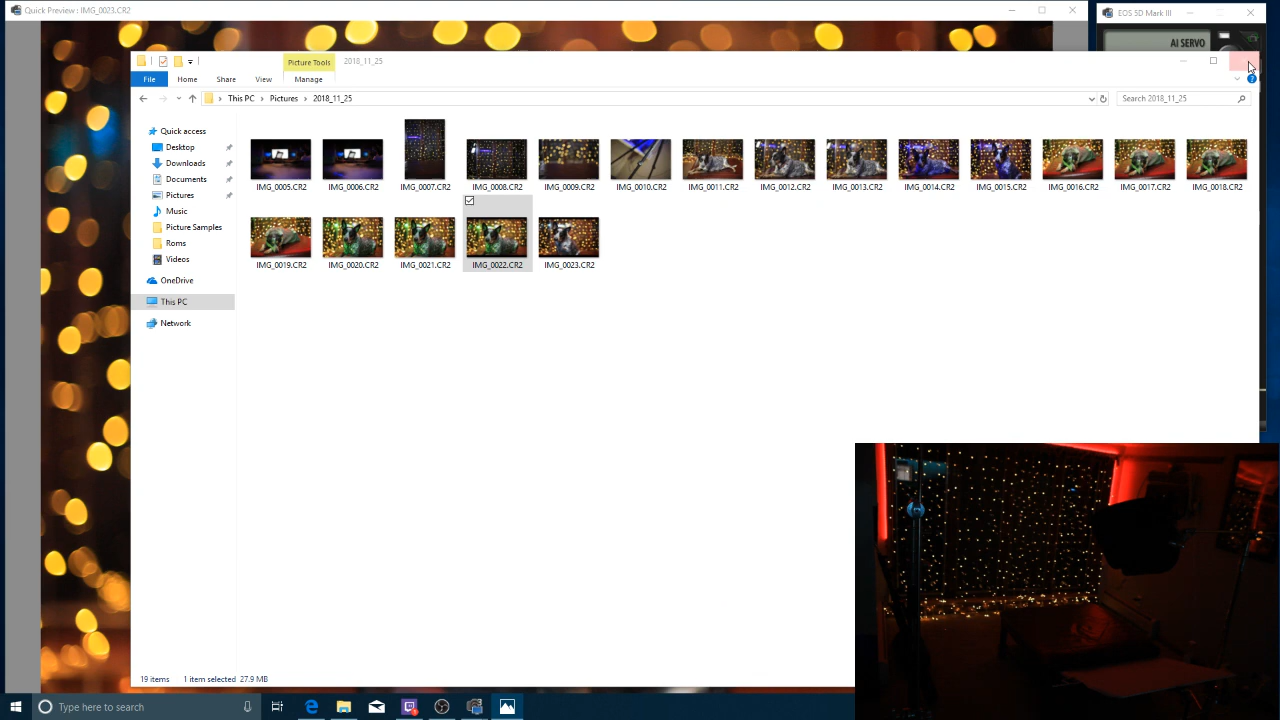 Quick Preview : IMG_0023.CR2
EOS 5D Mark III
AI SERVO
Picture Tools
2018_11_25
File
Home
Share
View
Manage
This PC
Pictures
2018_11_25
Search 2018_11_25
Quick access
Desktop
Downloads
Documents
Pictures
Music
Picture Samples
Roms
Videos
OneDrive
This PC
Network
IMG_0005.CR2
IMG_0006.CR2
IMG_0007.CR2
IMG_0008.CR2
IMG_0009.CR2
IMG_0010.CR2
IMG_0011.CR2
IMG_0012.CR2
IMG_0013.CR2
IMG_0014.CR2
IMG_0015.CR2
IMG_0016.CR2
IMG_0017.CR2
IMG_0018.CR2
IMG_0019.CR2
IMG_0020.CR2
IMG_0021.CR2
IMG_0022.CR2
IMG_0023.CR2
19 items
1 item selected 27.9 MB
Type here to search